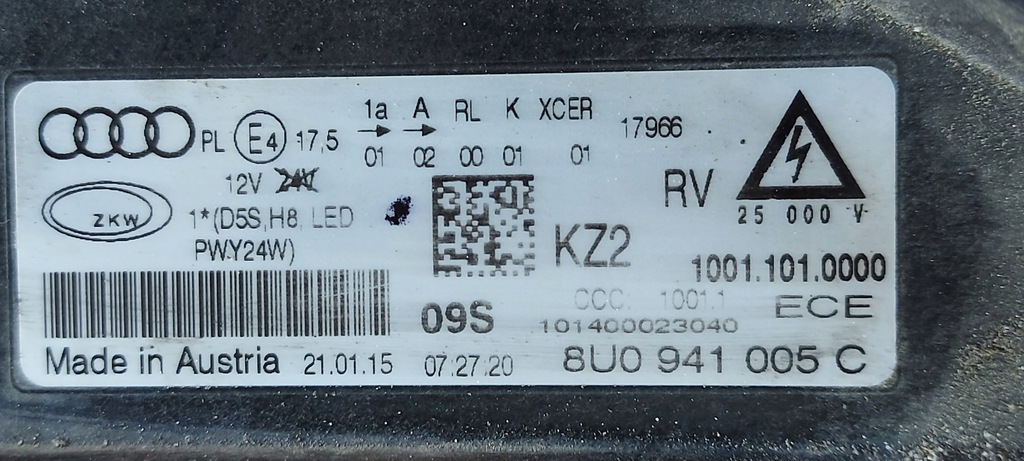 1a A RL K XCER
PL E4 17,5 01 02 00 01 01 17966
12V 24V
ZKW 1*(D5S,H8, LED
PW.Y24W)
RV
25 000 V
KZ2
1001.101.0000
09S CCC: 1001.1 ECE
101400023040
Made in Austria 21.01.15 07:27:20 8U0 941 005 C